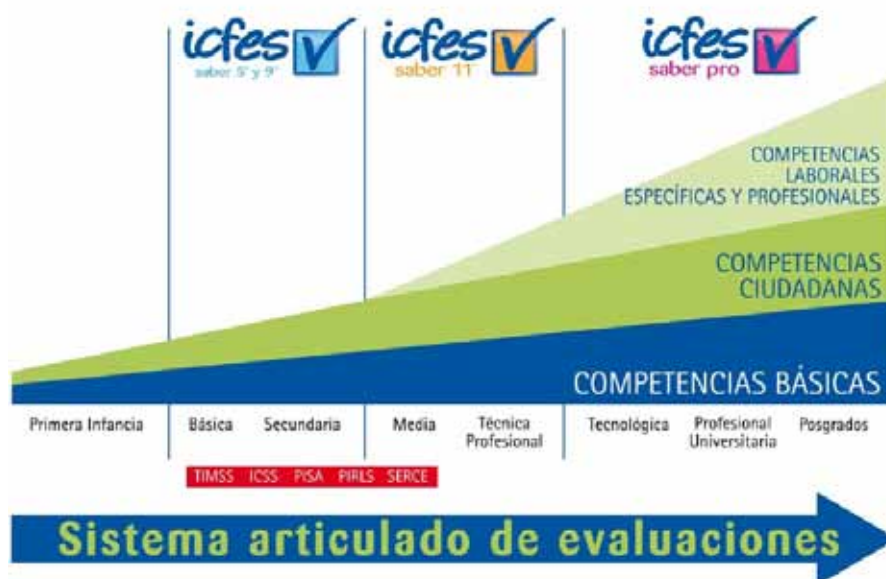 icfes
saber 5° y 9°
icfes
saber 11°
icfes
saber pro
COMPETENCIAS
LABORALES
ESPECÍFICAS Y PROFESIONALES
COMPETENCIAS
CIUDADANAS
COMPETENCIAS BÁSICAS
Primera Infancia
Básica
Secundaria
Media
Técnica
Profesional
Tecnológica
Profesional
Universitaria
Posgrados
TIMSS ICSS PISA PIRLS SERCE
Sistema articulado de evaluaciones